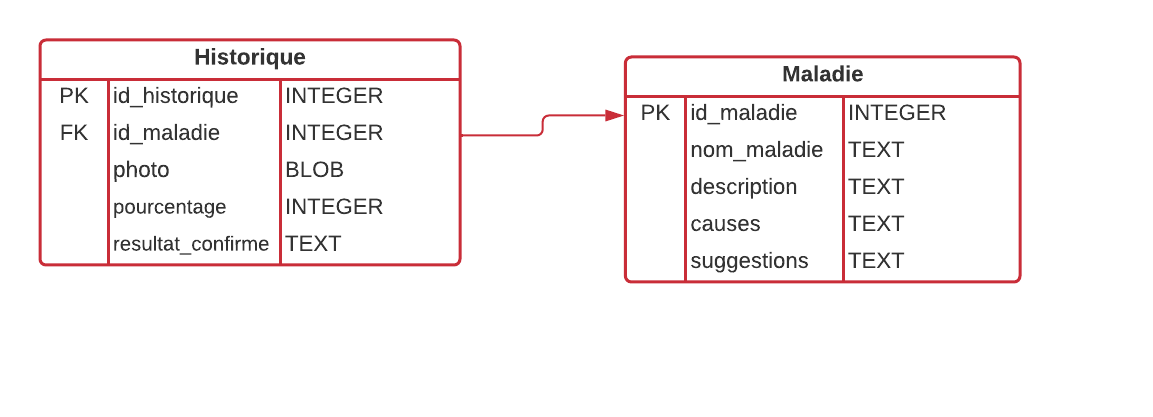 Historique
PK id_historique INTEGER
FK id_maladie INTEGER
photo BLOB
pourcentage INTEGER
resultat_confirme TEXT
Maladie
PK id_maladie INTEGER
nom_maladie TEXT
description TEXT
causes TEXT
suggestions TEXT